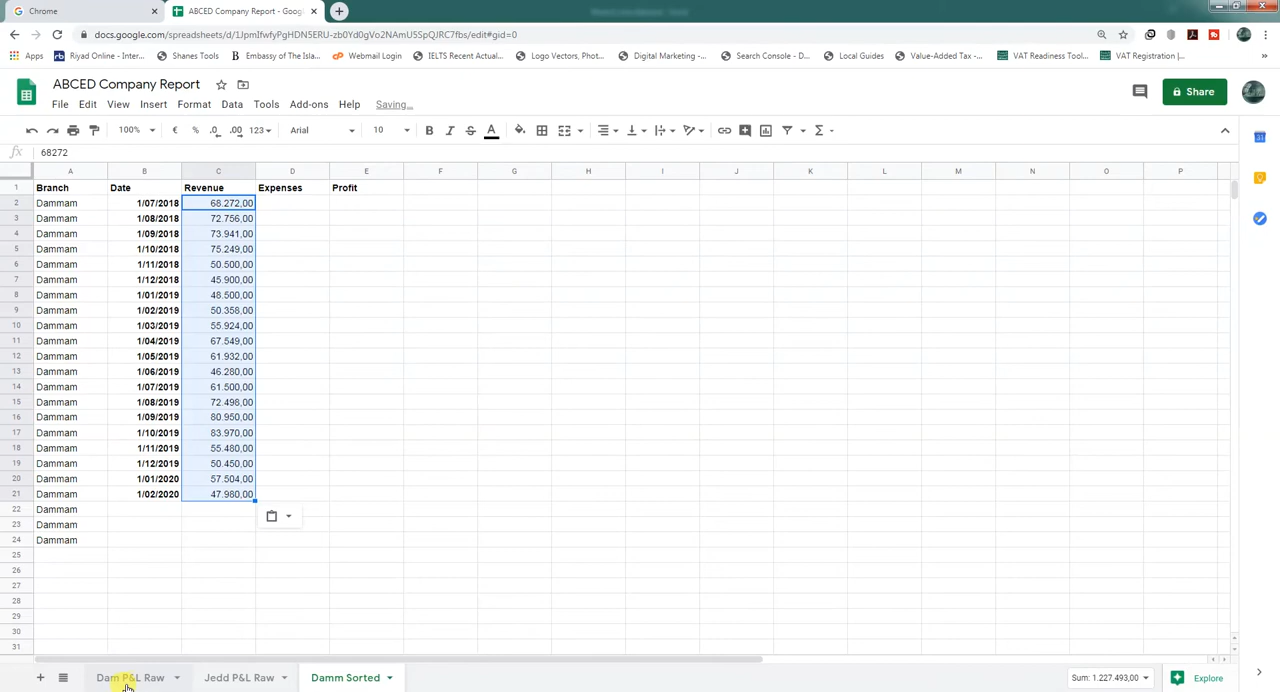 Chrome
ABCED Company Report - Goog
docs.google.com/spreadsheets/d/1JpmIfwfyPgHDN5ERU-zb0Yd0gVo2NAmU5SpQJRC7fbs/edit#gid=0
Apps Riyad Online - Inter... Shanes Tools Embassy of The Isla... Webmail Login IELTS Recent Actual... Logo Vectors, Phot... Digital Marketing -... Search Console - D... Local Guides Value-Added Tax -... VAT Readiness Tool... VAT Registration |...
ABCED Company Report
Share
File Edit View Insert Format Data Tools Add-ons Help Saving...
100% € % .0 .00 123 Arial 10 B I S A
fx 68272
A B C D E F G H I J K L M N O P
1 Branch Date Revenue Expenses Profit
2 Dammam 1/07/2018 68.272,00
3 Dammam 1/08/2018 72.756,00
4 Dammam 1/09/2018 73.941,00
5 Dammam 1/10/2018 75.249,00
6 Dammam 1/11/2018 50.500,00
7 Dammam 1/12/2018 45.900,00
8 Dammam 1/01/2019 48.500,00
9 Dammam 1/02/2019 50.358,00
10 Dammam 1/03/2019 55.924,00
11 Dammam 1/04/2019 67.549,00
12 Dammam 1/05/2019 61.932,00
13 Dammam 1/06/2019 46.280,00
14 Dammam 1/07/2019 61.500,00
15 Dammam 1/08/2019 72.498,00
16 Dammam 1/09/2019 80.950,00
17 Dammam 1/10/2019 83.970,00
18 Dammam 1/11/2019 55.480,00
19 Dammam 1/12/2019 50.450,00
20 Dammam 1/01/2020 57.504,00
21 Dammam 1/02/2020 47.980,00
22 Dammam
23 Dammam
24 Dammam
25
26
27
28
29
30
31
Dam P&L Raw Jedd P&L Raw Damm Sorted Sum: 1.227.493,00 Explore